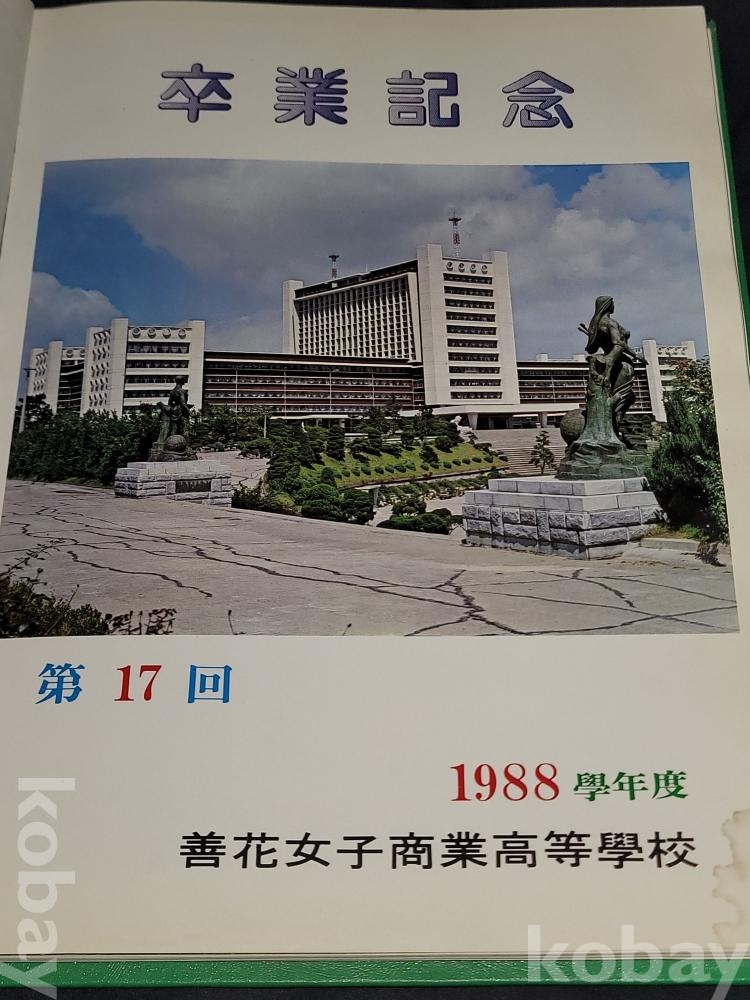 卒業記念
第 17 回
1988 學年度
善花女子商業高等學校
kobay
kobay